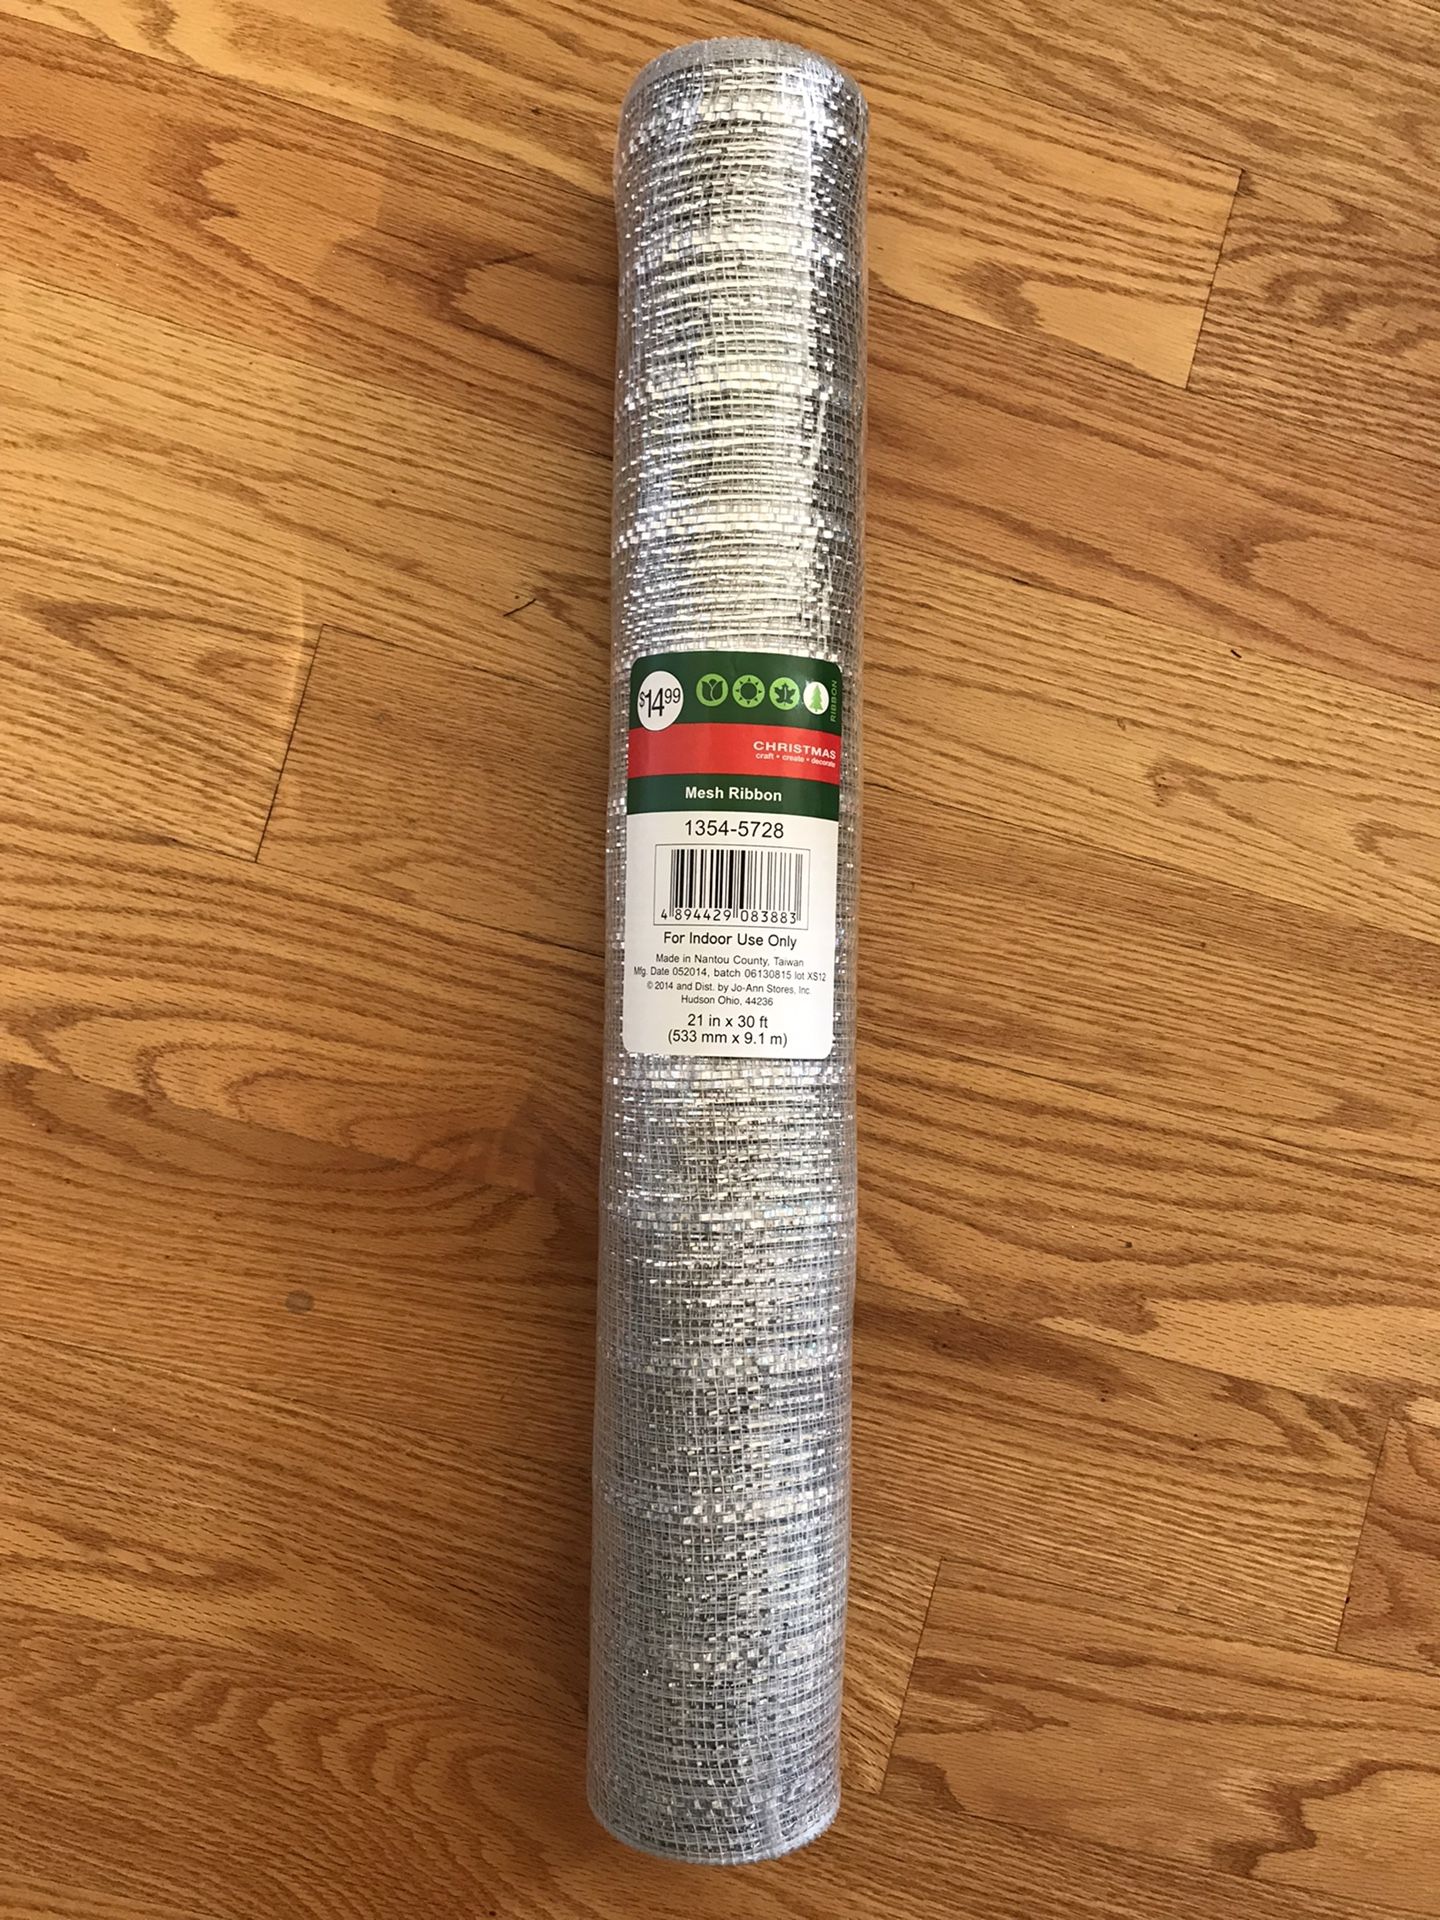 $14.99
RIBBON
CHRISTMAS
craft • create • decorate
Mesh Ribbon
1354-5728
4 894429 083883
For Indoor Use Only
Made in Nantou County, Taiwan
Mfg. Date 052014, batch 06130815 lot XS12
© 2014 and Dist. by Jo-Ann Stores, Inc
Hudson Ohio, 44236
21 in x 30 ft
(533 mm x 9.1 m)